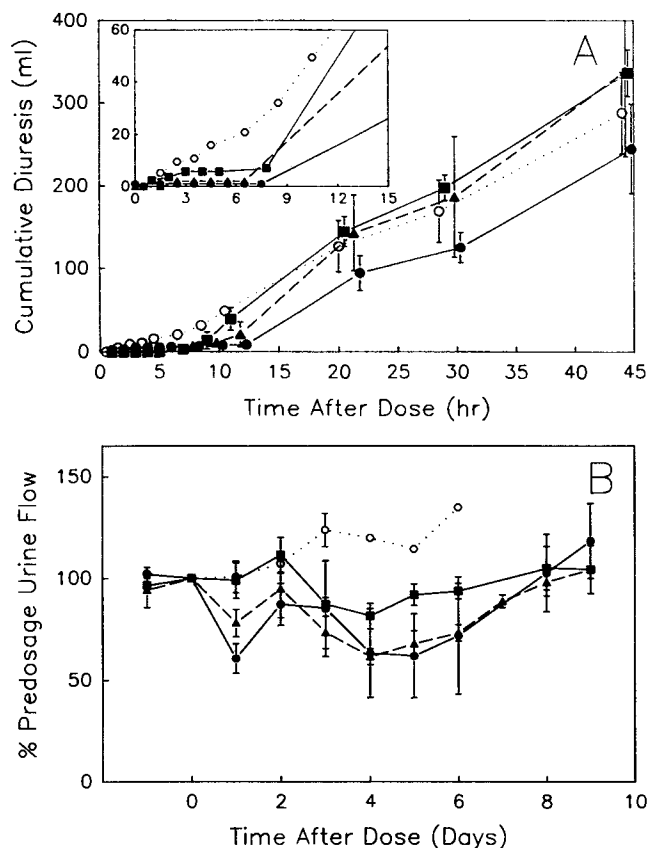 A
Cumulative Diuresis (ml)
400
300
200
100
0
60
40
20
0
0 3 6 9 12 15
0 5 10 15 20 25 30 35 40 45
Time After Dose (hr)
B
% Predosage Urine Flow
150
100
50
0
0 2 4 6 8 10
Time After Dose (Days)